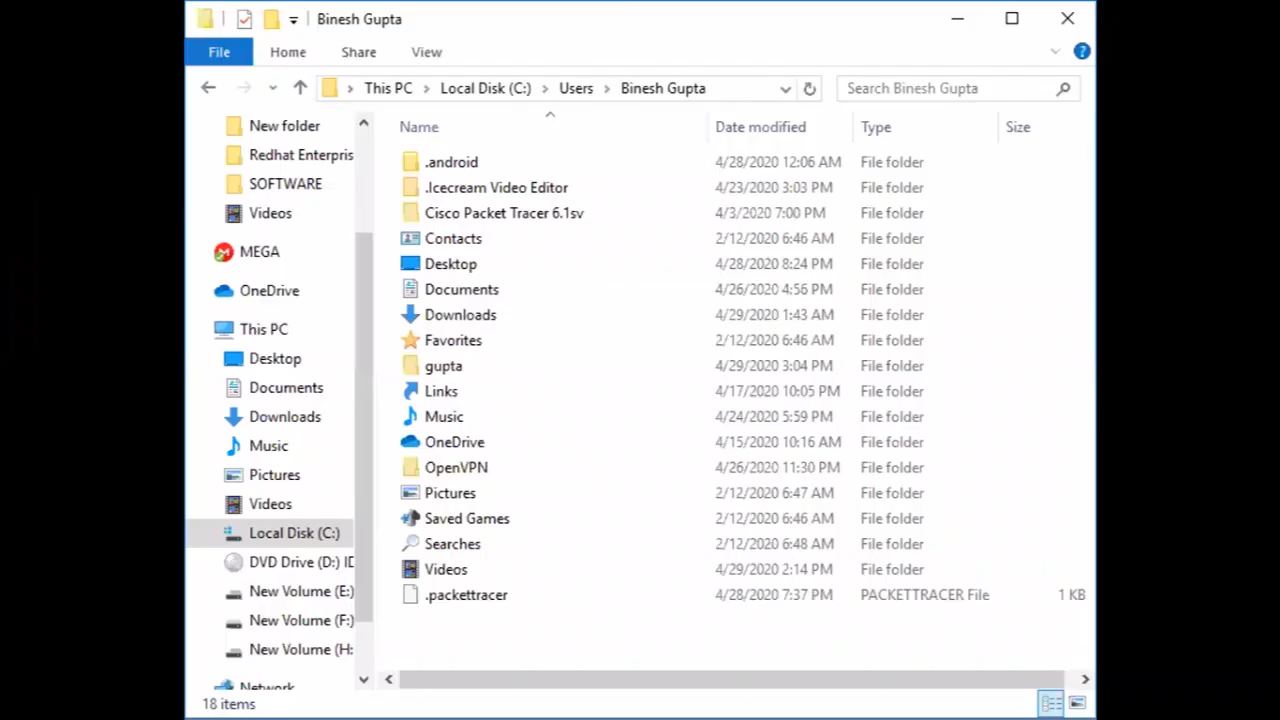 Binesh Gupta
File Home Share View
This PC Local Disk (C:) Users Binesh Gupta Search Binesh Gupta
New folder
Redhat Enterpris
SOFTWARE
Videos
MEGA
OneDrive
This PC
Desktop
Documents
Downloads
Music
Pictures
Videos
Local Disk (C:)
DVD Drive (D:) ID
New Volume (E:)
New Volume (F:)
New Volume (H:
Network
Name Date modified Type Size
.android 4/28/2020 12:06 AM File folder
.Icecream Video Editor 4/23/2020 3:03 PM File folder
Cisco Packet Tracer 6.1sv 4/3/2020 7:00 PM File folder
Contacts 2/12/2020 6:46 AM File folder
Desktop 4/28/2020 8:24 PM File folder
Documents 4/26/2020 4:56 PM File folder
Downloads 4/29/2020 1:43 AM File folder
Favorites 2/12/2020 6:46 AM File folder
gupta 4/29/2020 3:04 PM File folder
Links 4/17/2020 10:05 PM File folder
Music 4/24/2020 5:59 PM File folder
OneDrive 4/15/2020 10:16 AM File folder
OpenVPN 4/26/2020 11:30 PM File folder
Pictures 2/12/2020 6:47 AM File folder
Saved Games 2/12/2020 6:46 AM File folder
Searches 2/12/2020 6:48 AM File folder
Videos 4/29/2020 2:14 PM File folder
.packettracer 4/28/2020 7:37 PM PACKETTRACER File 1 KB
18 items